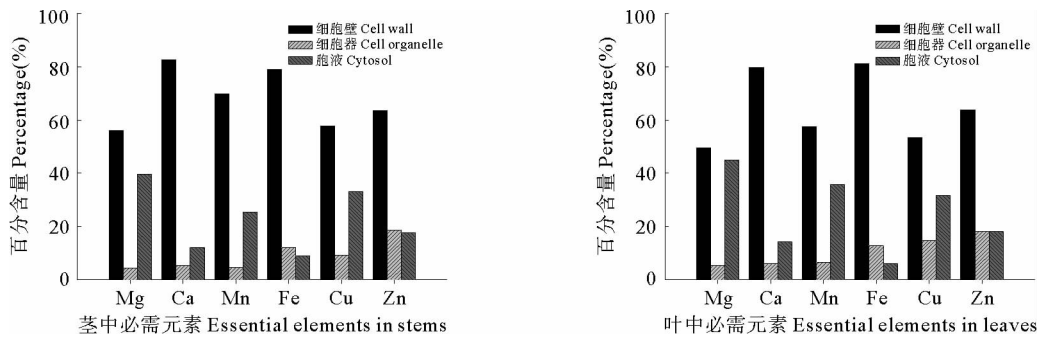 100
80
60
40
20
0
百分含量 Percentage(%)
细胞壁 Cell wall
细胞器 Cell organelle
胞液 Cytosol
Mg Ca Mn Fe Cu Zn
茎中必需元素 Essential elements in stems
100
80
60
40
20
0
百分含量 Percentage(%)
细胞壁 Cell wall
细胞器 Cell organelle
胞液 Cytosol
Mg Ca Mn Fe Cu Zn
叶中必需元素 Essential elements in leaves